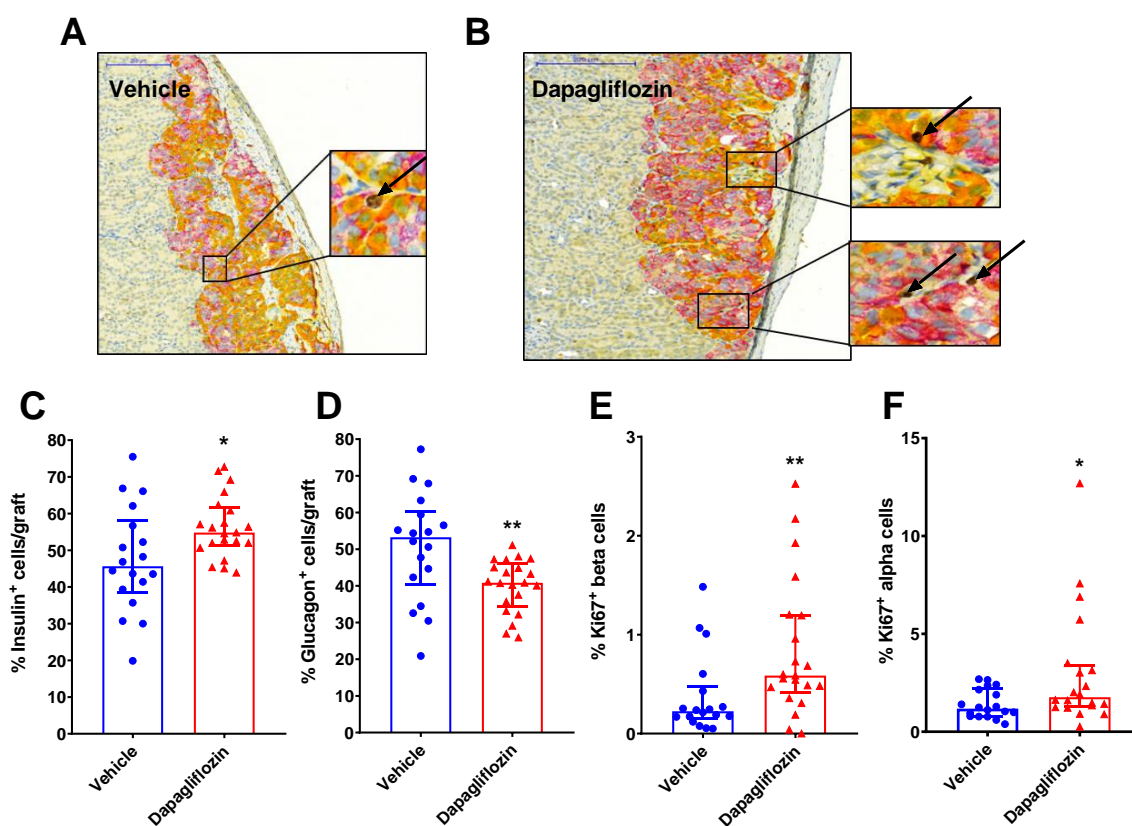 A
Vehicle
B
Dapagliflozin
C
% Insulin⁺ cells/graft
80
70
60
50
40
30
20
10
0
*
Vehicle
Dapagliflozin
D
% Glucagon⁺ cells/graft
80
70
60
50
40
30
20
10
0
**
Vehicle
Dapagliflozin
E
% Ki67⁺ beta cells
3
2
1
0
**
Vehicle
Dapagliflozin
F
% Ki67⁺ alpha cells
15
10
5
0
*
Vehicle
Dapagliflozin